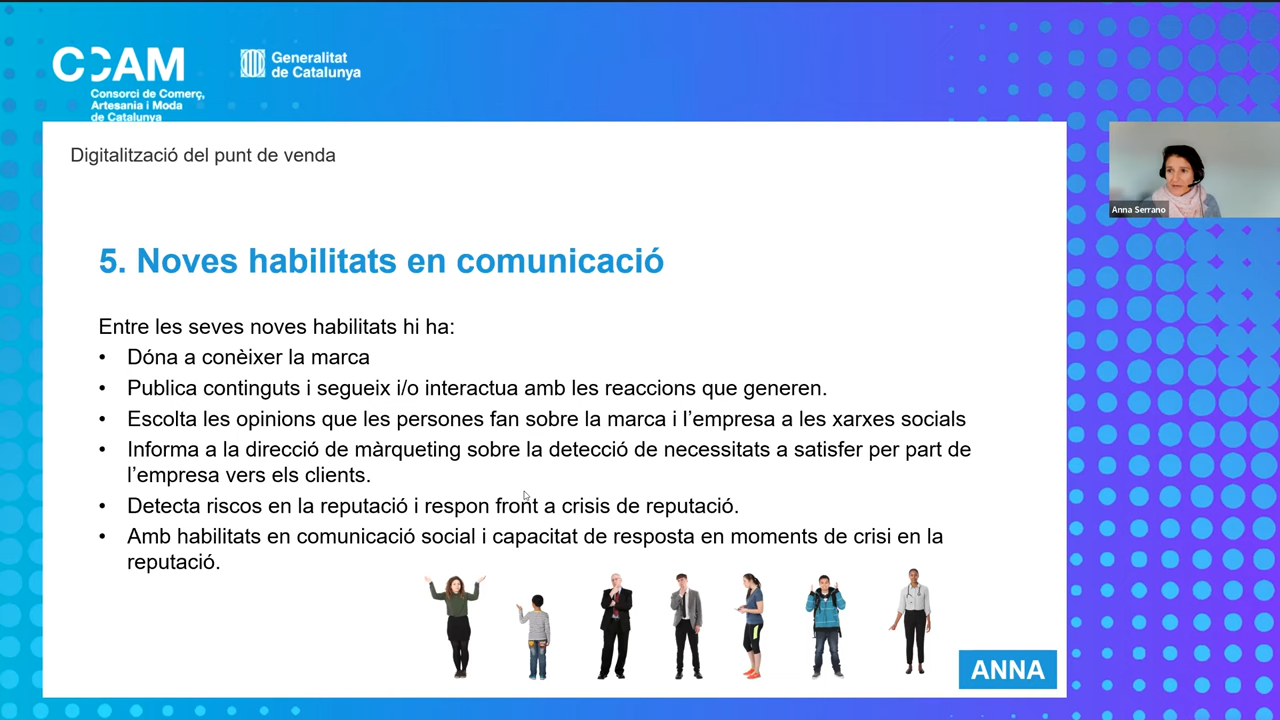 CCAM
Consorci de Comerç,
Artesania i Moda
de Catalunya
Generalitat
de Catalunya
Digitalització del punt de venda
Anna Serrano
5. Noves habilitats en comunicació
Entre les seves noves habilitats hi ha:
• Dóna a conèixer la marca
• Publica continguts i segueix i/o interactua amb les reaccions que generen.
• Escolta les opinions que les persones fan sobre la marca i l’empresa a les xarxes socials
• Informa a la direcció de màrqueting sobre la detecció de necessitats a satisfer per part de
l’empresa vers els clients.
• Detecta riscos en la reputació i respon front a crisis de reputació.
• Amb habilitats en comunicació social i capacitat de resposta en moments de crisi en la
reputació.
ANNA